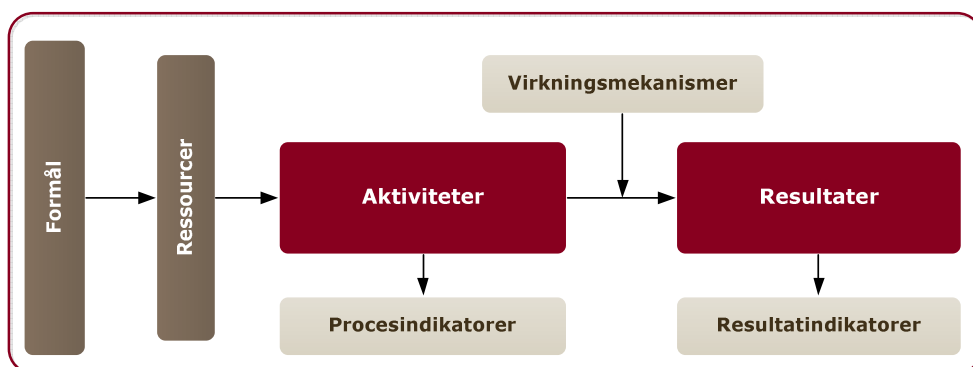 Formål
Ressourcer
Virkningsmekanismer
Aktiviteter
Resultater
Procesindikatorer
Resultatindikatorer